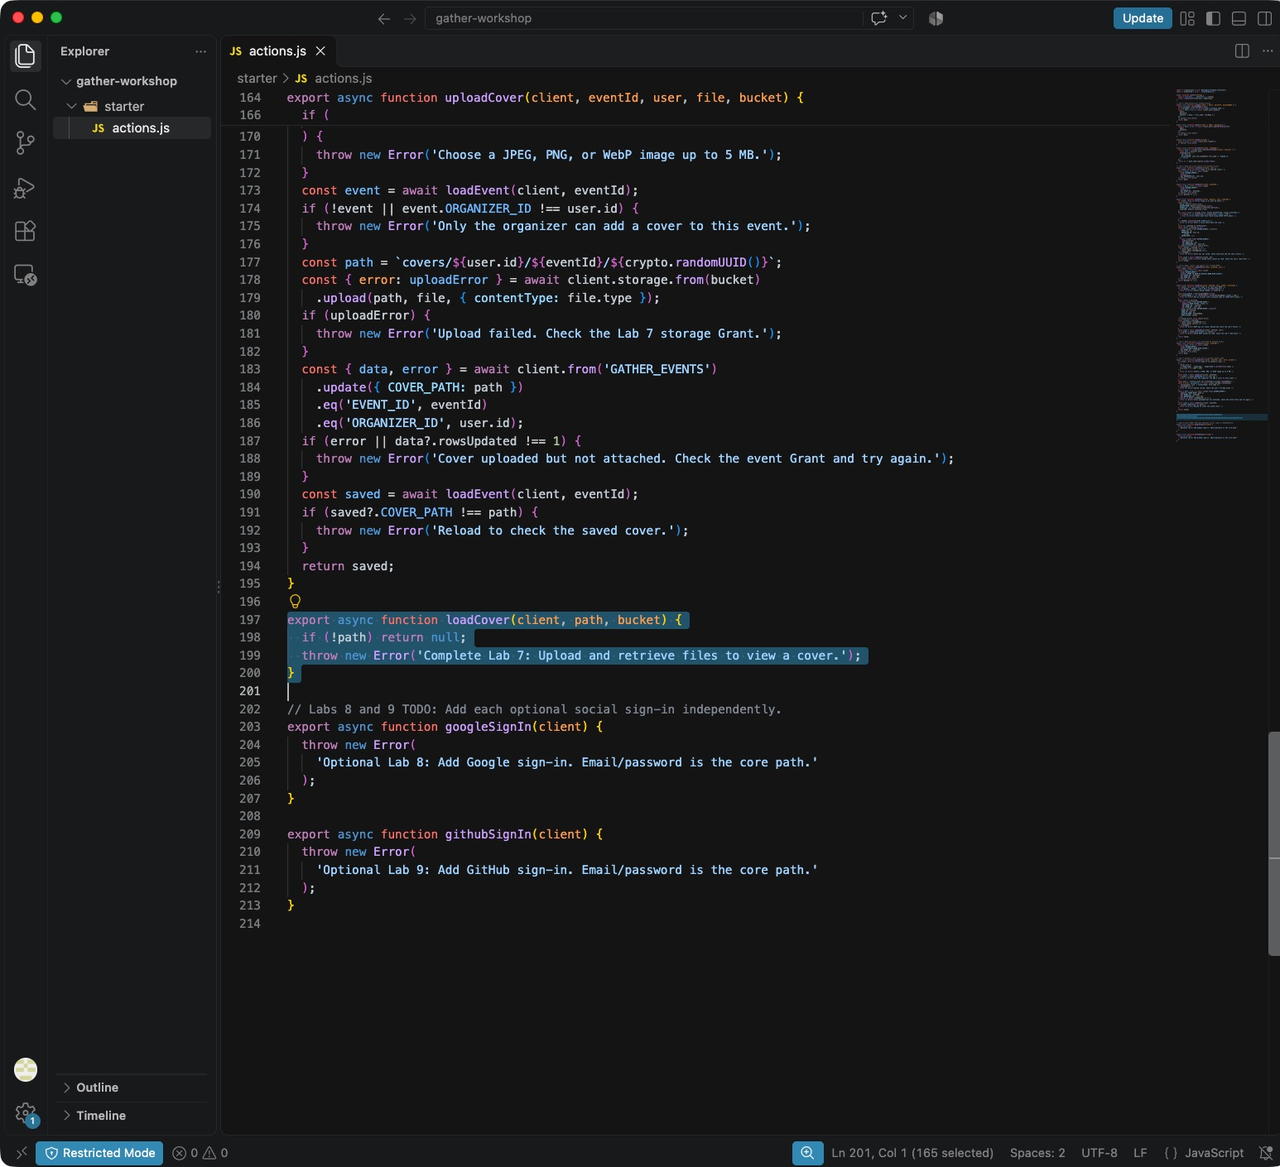 gather-workshop
Update
Explorer
JS actions.js
gather-workshop
starter
JS actions.js
starter > JS actions.js
164 export async function uploadCover(client, eventId, user, file, bucket) {
166 if (
170 ) {
171 throw new Error('Choose a JPEG, PNG, or WebP image up to 5 MB.');
172 }
173 const event = await loadEvent(client, eventId);
174 if (!event || event.ORGANIZER_ID !== user.id) {
175 throw new Error('Only the organizer can add a cover to this event.');
176 }
177 const path = `covers/${user.id}/${eventId}/${crypto.randomUUID()}`;
178 const { error: uploadError } = await client.storage.from(bucket)
179 .upload(path, file, { contentType: file.type });
180 if (uploadError) {
181 throw new Error('Upload failed. Check the Lab 7 storage Grant.');
182 }
183 const { data, error } = await client.from('GATHER_EVENTS')
184 .update({ COVER_PATH: path })
185 .eq('EVENT_ID', eventId)
186 .eq('ORGANIZER_ID', user.id);
187 if (error || data?.rowsUpdated !== 1) {
188 throw new Error('Cover uploaded but not attached. Check the event Grant and try again.');
189 }
190 const saved = await loadEvent(client, eventId);
191 if (saved?.COVER_PATH !== path) {
192 throw new Error('Reload to check the saved cover.');
193 }
194 return saved;
195 }
196
197 export async function loadCover(client, path, bucket) {
198 if (!path) return null;
199 throw new Error('Complete Lab 7: Upload and retrieve files to view a cover.');
200 }
201
202 // Labs 8 and 9 TODO: Add each optional social sign-in independently.
203 export async function googleSignIn(client) {
204 throw new Error(
205 'Optional Lab 8: Add Google sign-in. Email/password is the core path.'
206 );
207 }
208
209 export async function githubSignIn(client) {
210 throw new Error(
211 'Optional Lab 9: Add GitHub sign-in. Email/password is the core path.'
212 );
213 }
214
Outline
Timeline
1
Restricted Mode 0 0 Ln 201, Col 1 (165 selected) Spaces: 2 UTF-8 LF { } JavaScript